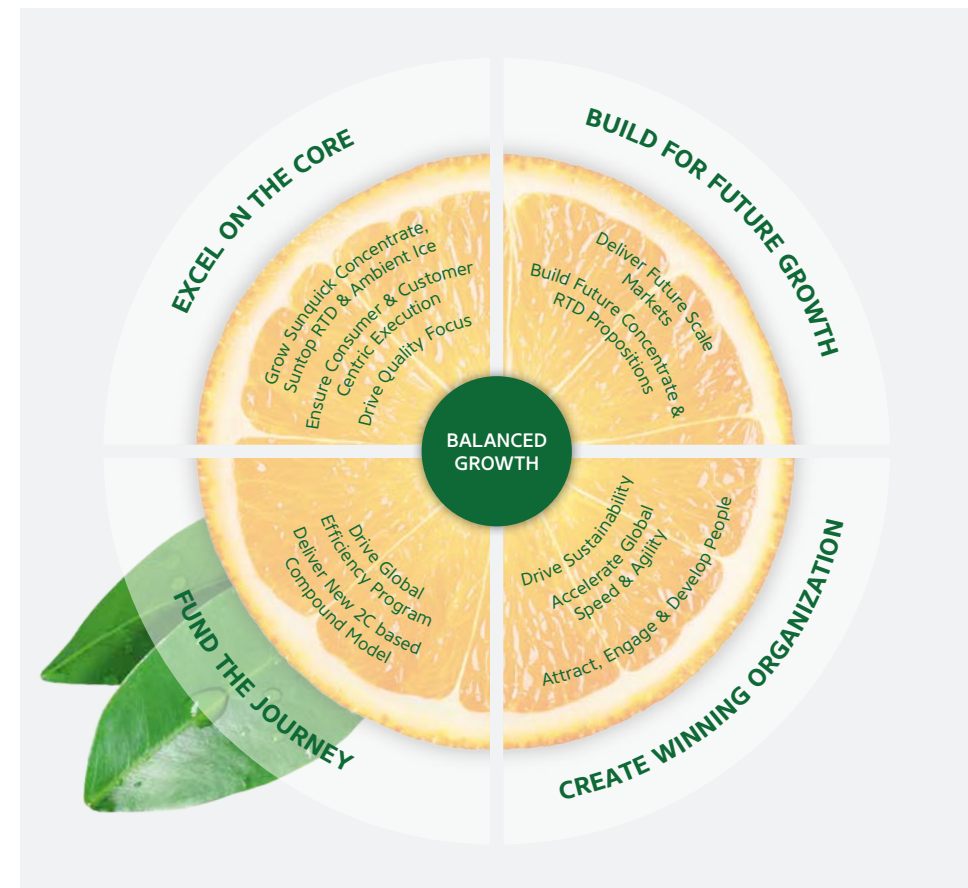 EXCEL ON THE CORE
Grow Sunquick Concentrate,
Suntop RTD & Ambient Ice
Ensure Consumer & Customer
Centric Execution
Drive Quality Focus
BUILD FOR FUTURE GROWTH
Deliver Future Scale
Markets
Build Future Concentrate &
RTD Propositions
BALANCED
GROWTH
FUND THE JOURNEY
Drive Global
Efficiency Program
Deliver New 2C based
Compound Model
CREATE WINNING ORGANIZATION
Drive Sustainability
Accelerate Global
Speed & Agility
Attract, Engage & Develop People